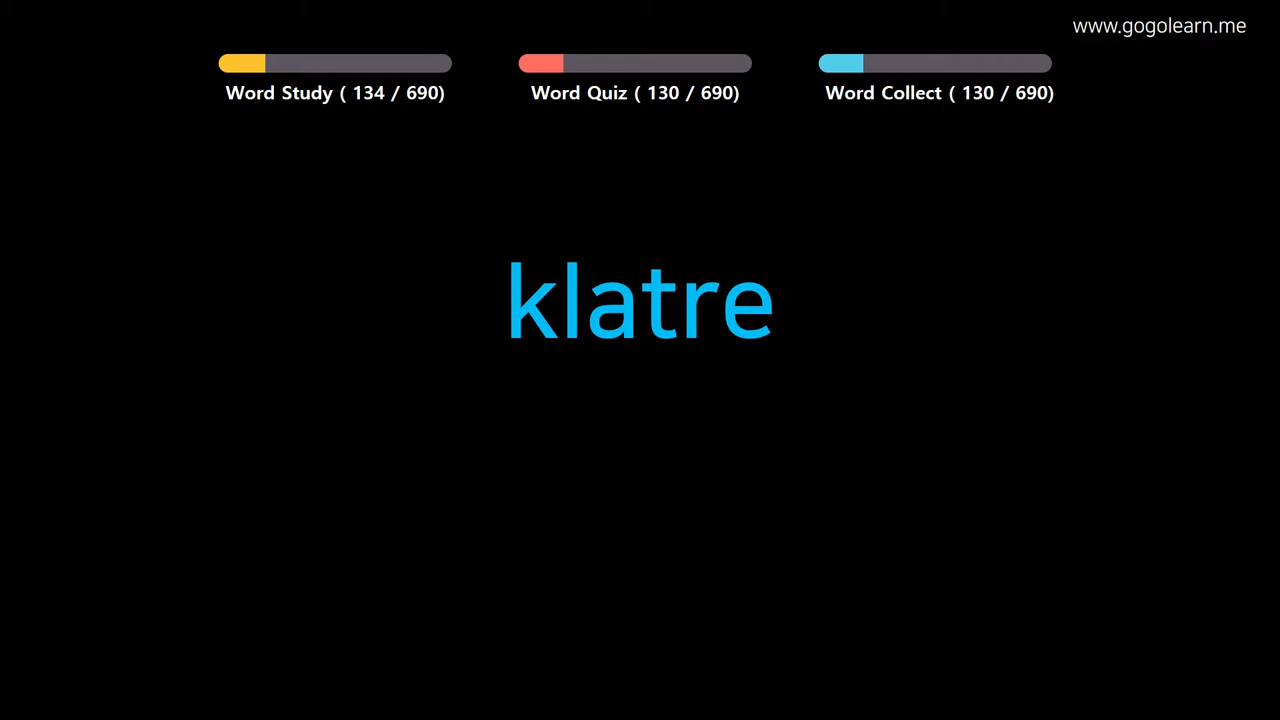 www.gogolearn.me
Word Study ( 134 / 690)
Word Quiz ( 130 / 690)
Word Collect ( 130 / 690)
klatre